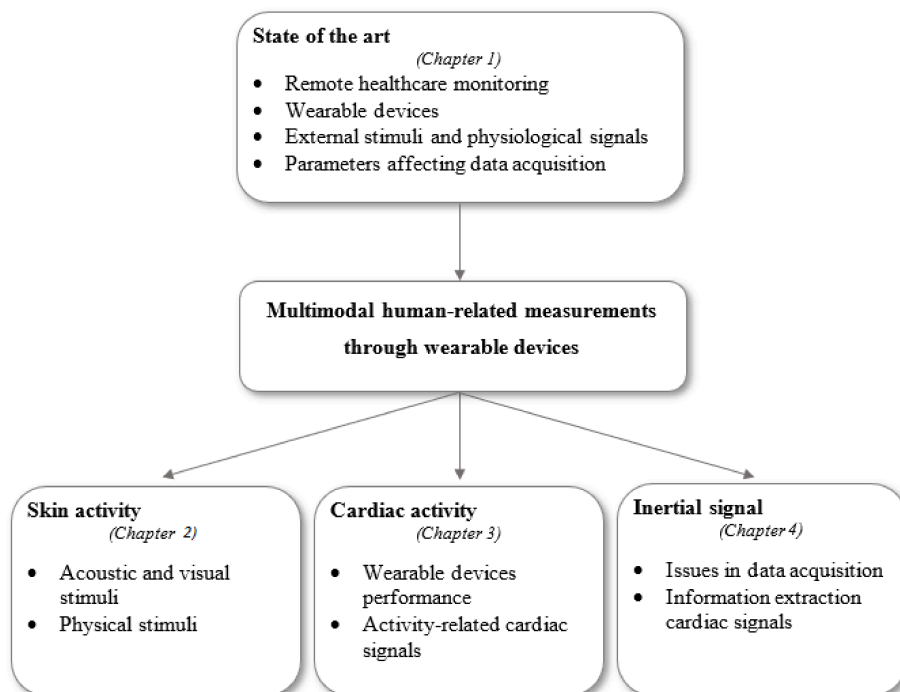 State of the art
(Chapter 1)
• Remote healthcare monitoring
• Wearable devices
• External stimuli and physiological signals
• Parameters affecting data acquisition
Multimodal human-related measurements
through wearable devices
Skin activity
(Chapter 2)
• Acoustic and visual
stimuli
• Physical stimuli
Cardiac activity
(Chapter 3)
• Wearable devices
performance
• Activity-related cardiac
signals
Inertial signal
(Chapter 4)
• Issues in data acquisition
• Information extraction
cardiac signals